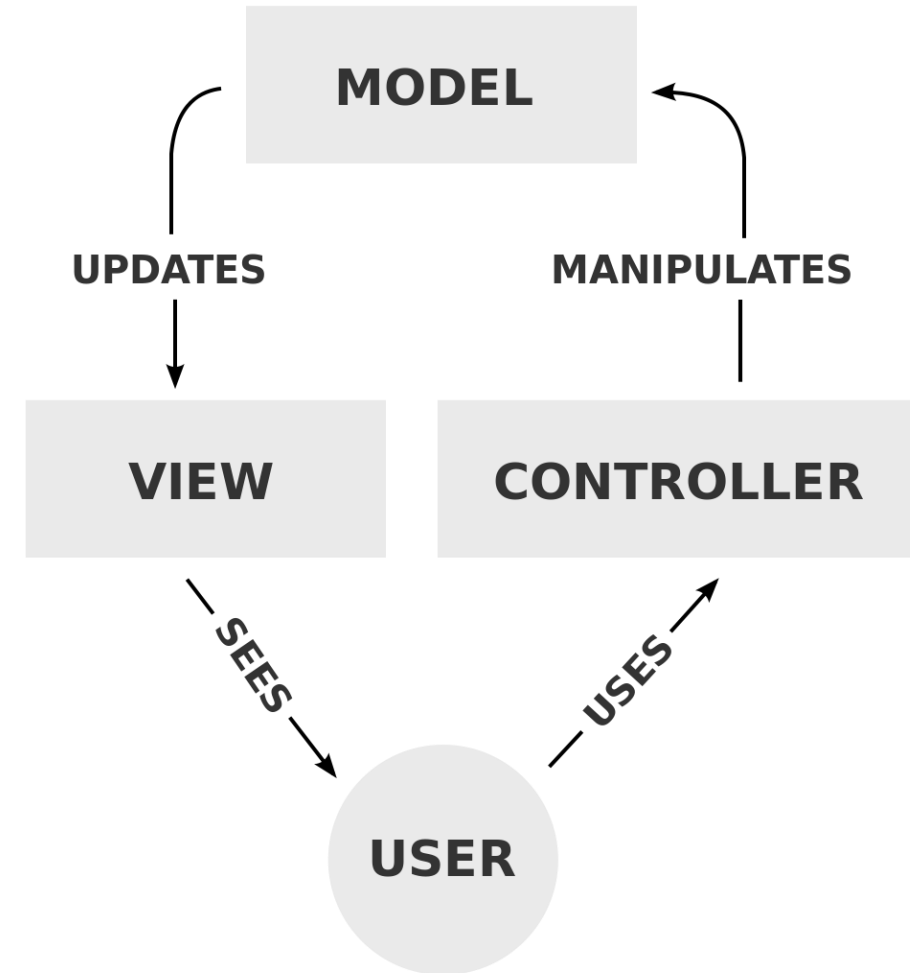 MODEL
UPDATES
MANIPULATES
VIEW
CONTROLLER
SEES
USES
USER